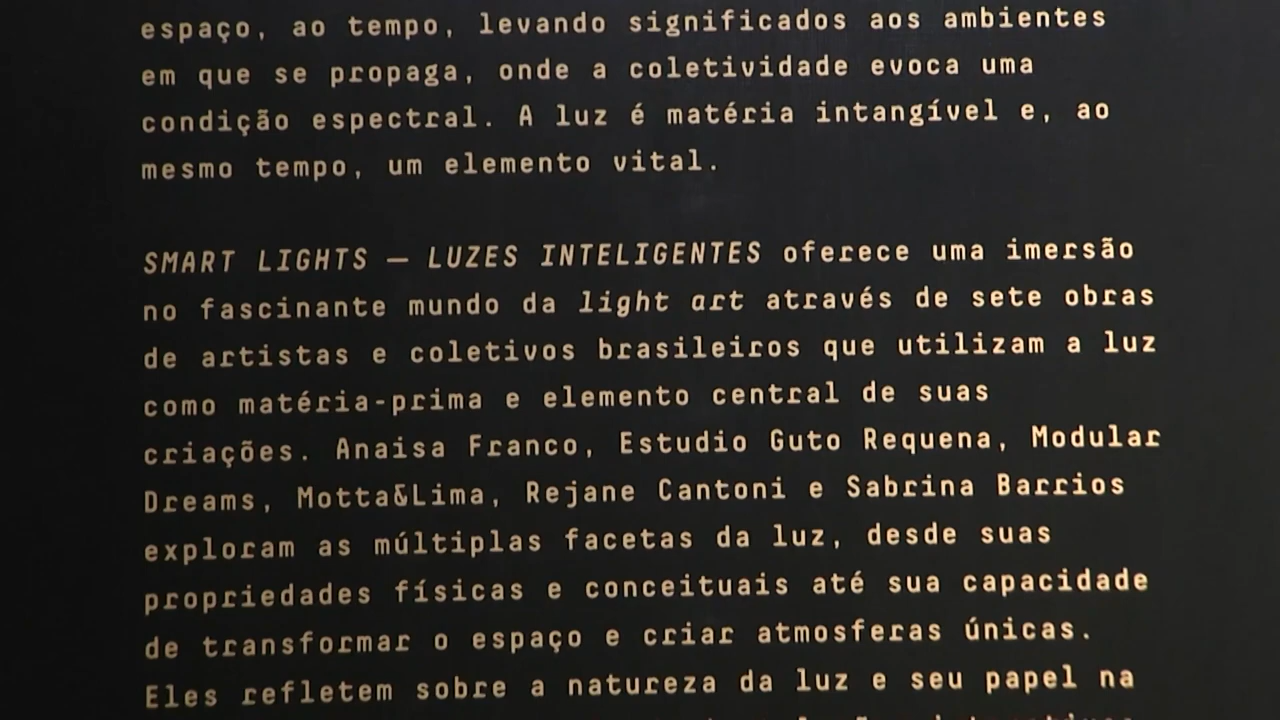 espaço, ao tempo, levando significados aos ambientes
em que se propaga, onde a coletividade evoca uma
condição espectral. A luz é matéria intangível e, ao
mesmo tempo, um elemento vital.
SMART LIGHTS — LUZES INTELIGENTES oferece uma imersão
no fascinante mundo da light art através de sete obras
de artistas e coletivos brasileiros que utilizam a luz
como matéria-prima e elemento central de suas
criações. Anaisa Franco, Estudio Guto Requena, Modular
Dreams, Motta&Lima, Rejane Cantoni e Sabrina Barrios
exploram as múltiplas facetas da luz, desde suas
propriedades físicas e conceituais até sua capacidade
de transformar o espaço e criar atmosferas únicas.
Eles refletem sobre a natureza da luz e seu papel na